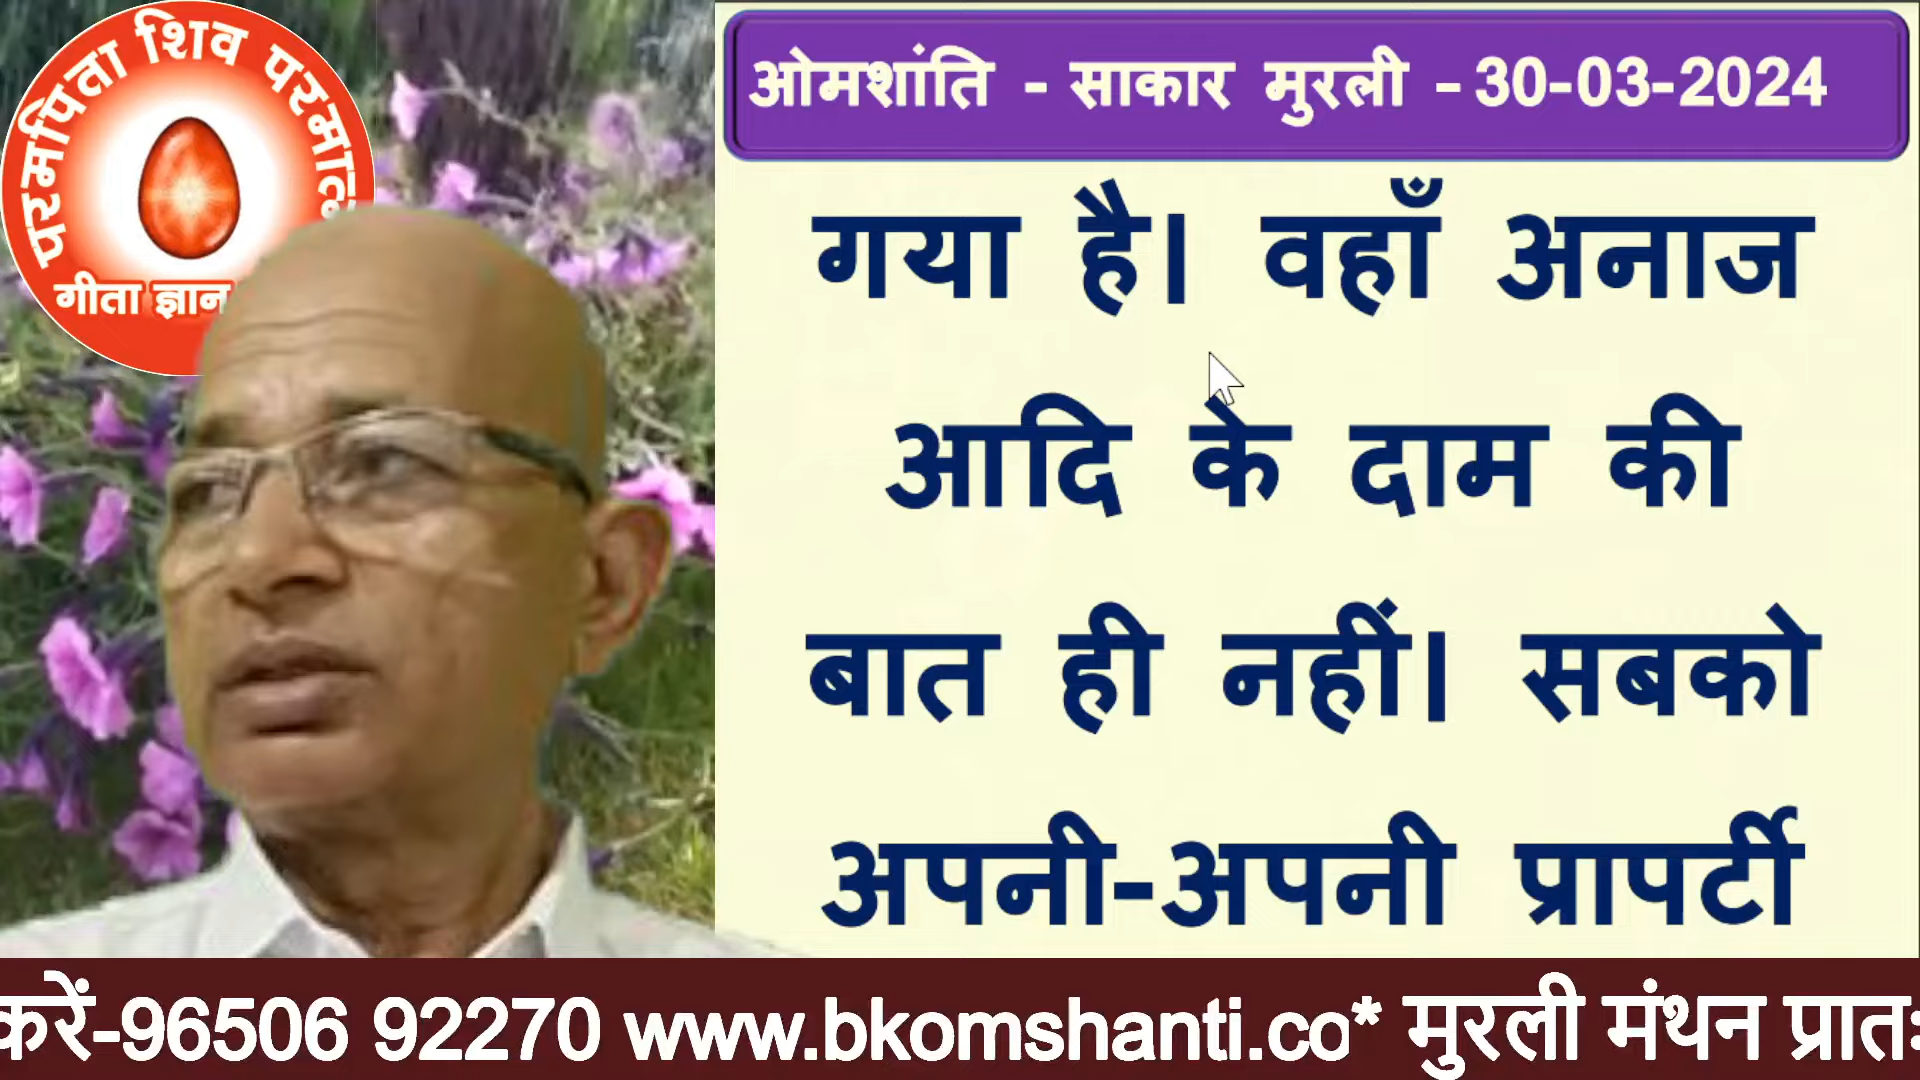 परमपिता शिव
गीता ज्ञान
ओमशांति - साकार मुरली - 30-03-2024
गया है। वहाँ अनाज
आदि के दाम की
बात ही नहीं। सबको
अपनी-अपनी प्रापर्टी
करें-96506 92270 www.bkomshanti.co* मुरली मंथन प्रातः